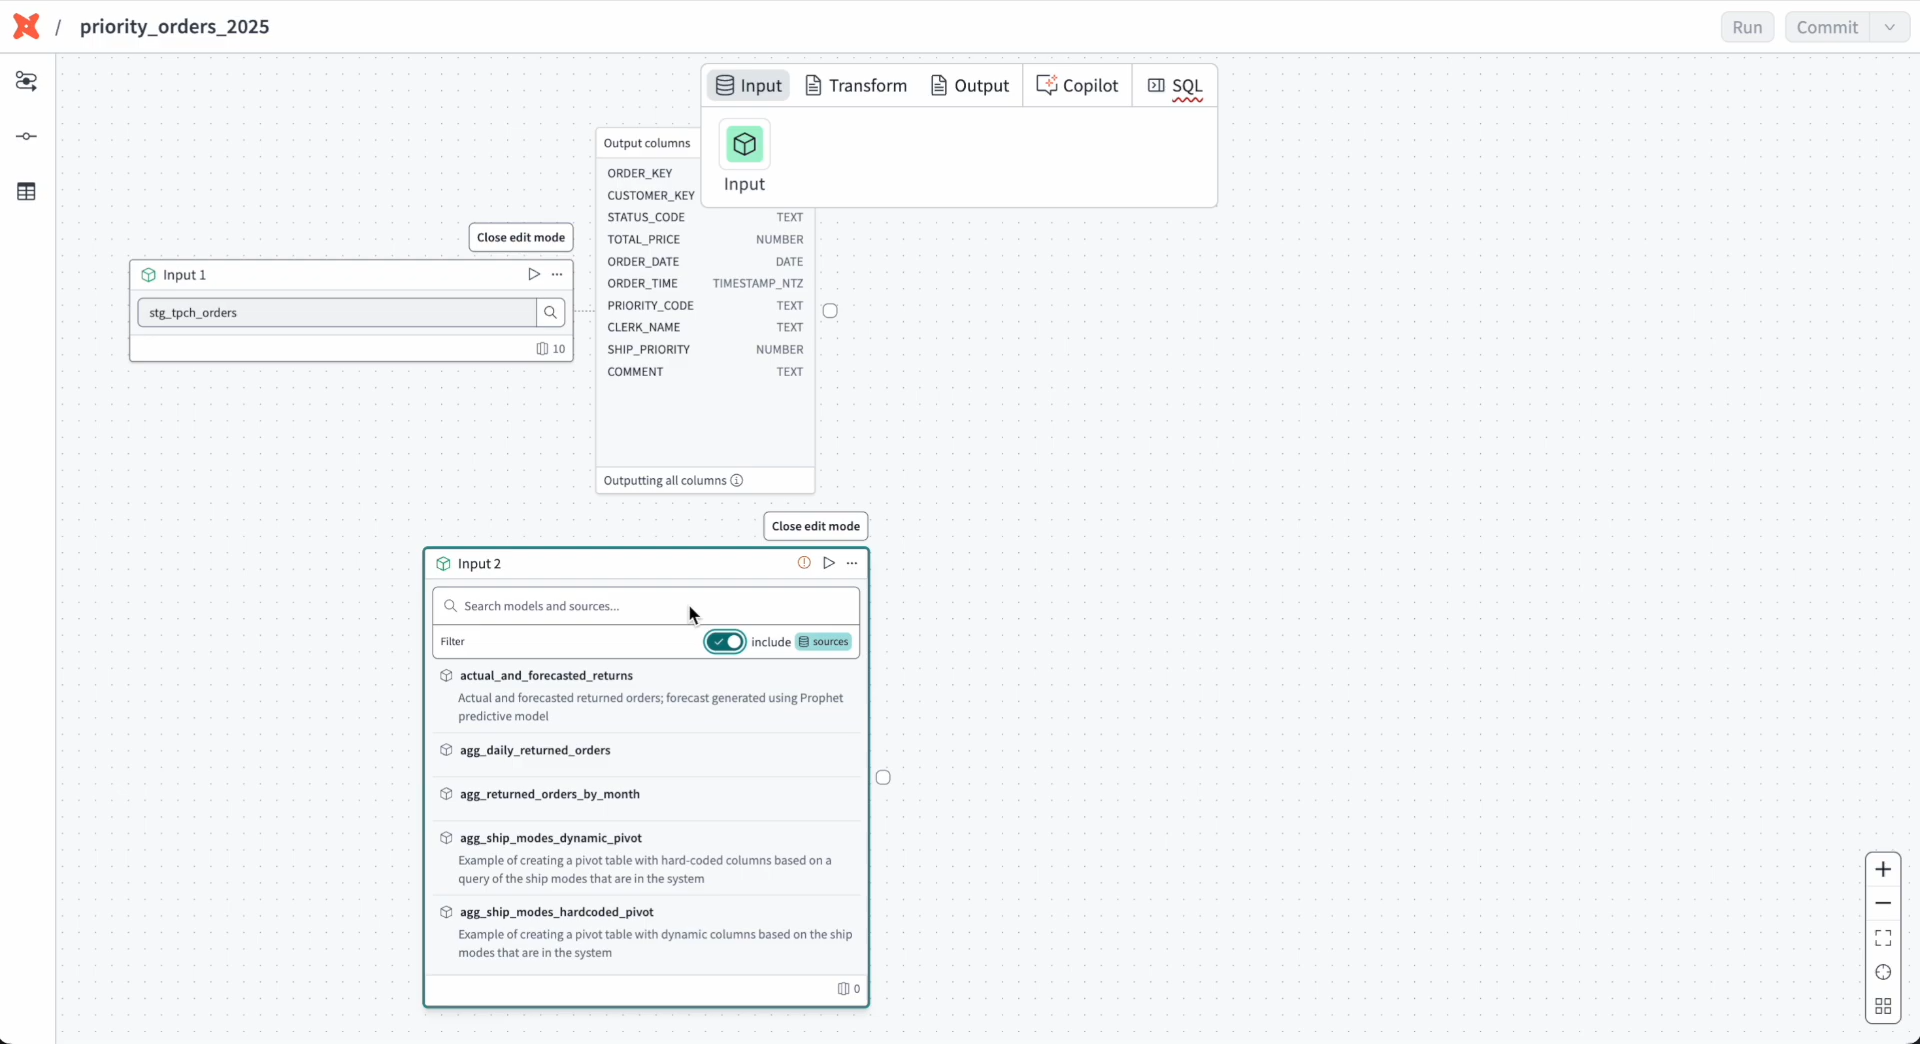 / priority_orders_2025
Run
Commit
Input
Transform
Output
Copilot
SQL
Input
Output columns
ORDER_KEY
CUSTOMER_KEY
STATUS_CODE TEXT
TOTAL_PRICE NUMBER
ORDER_DATE DATE
ORDER_TIME TIMESTAMP_NTZ
PRIORITY_CODE TEXT
CLERK_NAME TEXT
SHIP_PRIORITY NUMBER
COMMENT TEXT
Outputting all columns
Close edit mode
Input 1
stg_tpch_orders
10
Close edit mode
Input 2
Search models and sources...
Filter
include sources
actual_and_forecasted_returns
Actual and forecasted returned orders; forecast generated using Prophet
predictive model
agg_daily_returned_orders
agg_returned_orders_by_month
agg_ship_modes_dynamic_pivot
Example of creating a pivot table with hard-coded columns based on a
query of the ship modes that are in the system
agg_ship_modes_hardcoded_pivot
Example of creating a pivot table with dynamic columns based on the ship
modes that are in the system
0